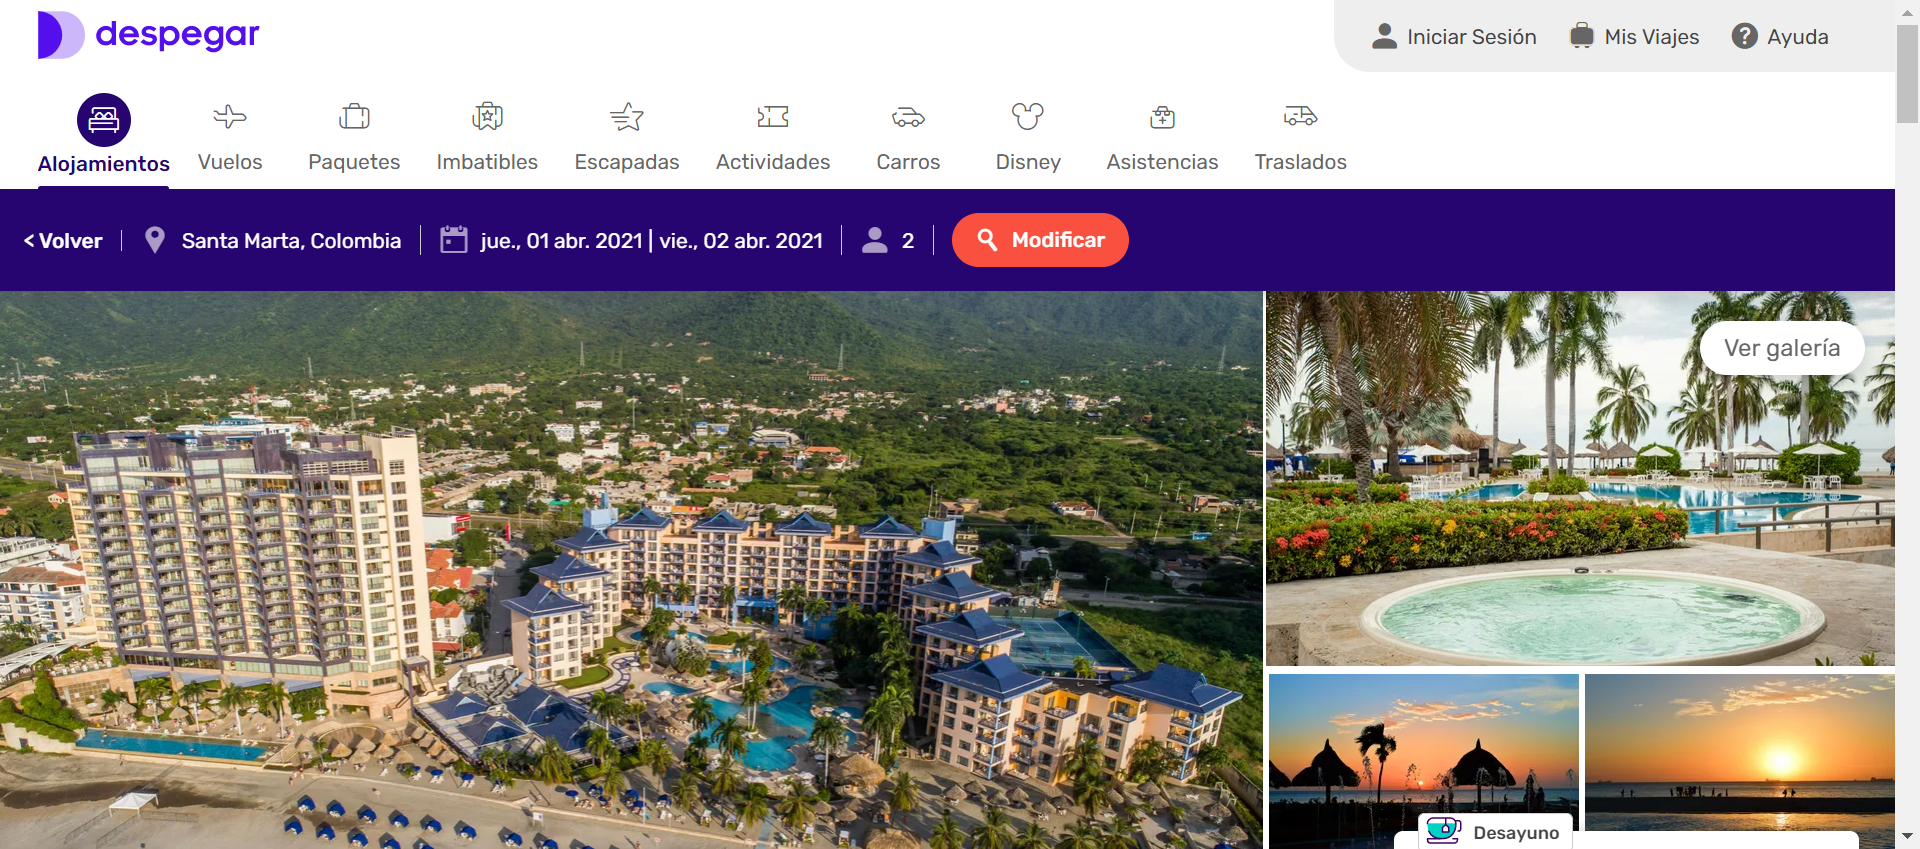 despegar
Iniciar Sesión
Mis Viajes
Ayuda
Alojamientos
Vuelos
Paquetes
Imbatibles
Escapadas
Actividades
Carros
Disney
Asistencias
Traslados
< Volver
Santa Marta, Colombia
jue., 01 abr. 2021 | vie., 02 abr. 2021
2
Modificar
Ver galería
Desayuno